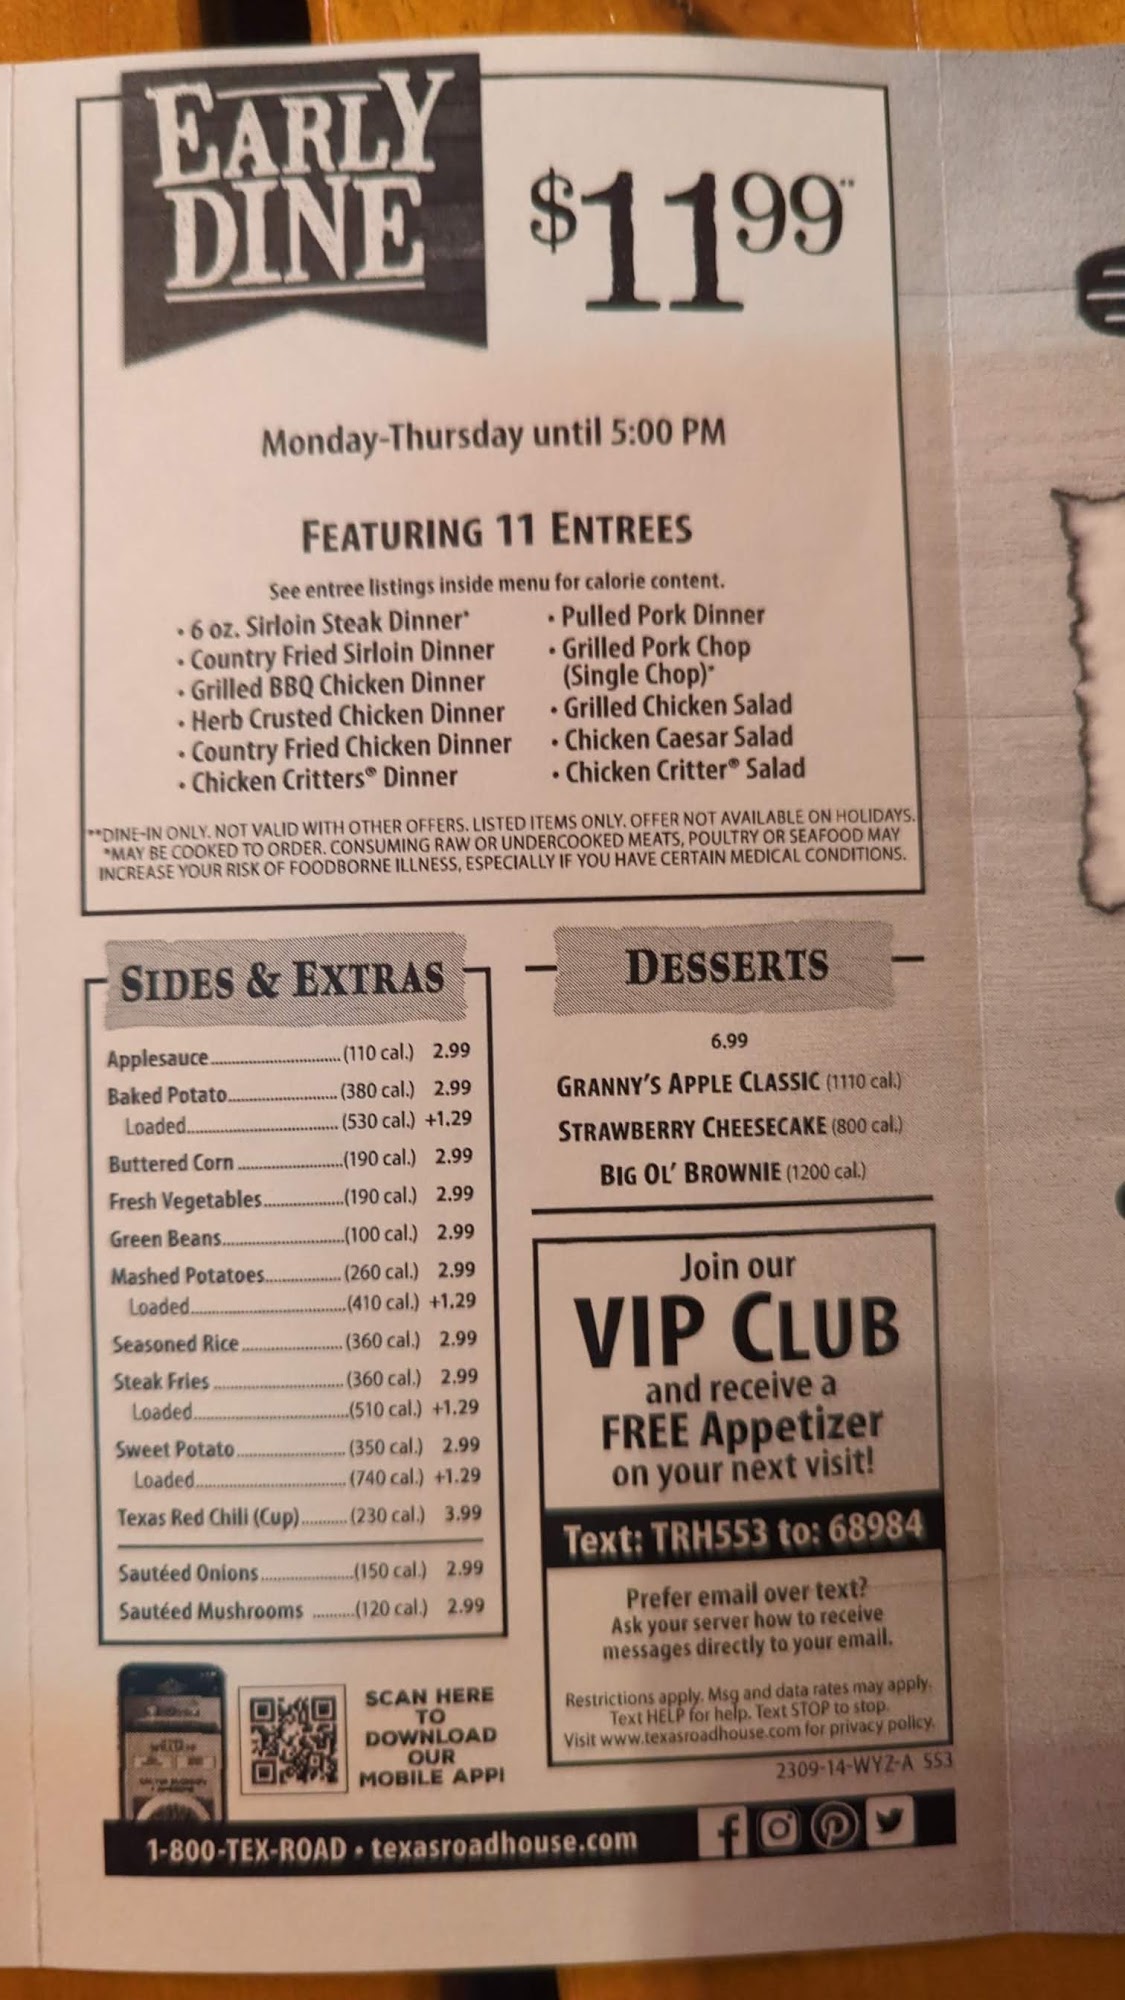 EARLY
DINE
$11.99**
Monday-Thursday until 5:00 PM
FEATURING 11 ENTREES
See entree listings inside menu for calorie content.
• 6 oz. Sirloin Steak Dinner*
• Country Fried Sirloin Dinner
• Grilled BBQ Chicken Dinner
• Herb Crusted Chicken Dinner
• Country Fried Chicken Dinner
• Chicken Critters® Dinner
• Pulled Pork Dinner
• Grilled Pork Chop
(Single Chop)*
• Grilled Chicken Salad
• Chicken Caesar Salad
• Chicken Critter® Salad
**DINE-IN ONLY. NOT VALID WITH OTHER OFFERS. LISTED ITEMS ONLY. OFFER NOT AVAILABLE ON HOLIDAYS.
*MAY BE COOKED TO ORDER. CONSUMING RAW OR UNDERCOOKED MEATS, POULTRY OR SEAFOOD MAY
INCREASE YOUR RISK OF FOODBORNE ILLNESS, ESPECIALLY IF YOU HAVE CERTAIN MEDICAL CONDITIONS.
SIDES & EXTRAS
Applesauce (110 cal.) 2.99
Baked Potato (380 cal.) 2.99
Loaded (530 cal.) +1.29
Buttered Corn (190 cal.) 2.99
Fresh Vegetables (190 cal.) 2.99
Green Beans (100 cal.) 2.99
Mashed Potatoes (260 cal.) 2.99
Loaded (410 cal.) +1.29
Seasoned Rice (360 cal.) 2.99
Steak Fries (360 cal.) 2.99
Loaded (510 cal.) +1.29
Sweet Potato (350 cal.) 2.99
Loaded (740 cal.) +1.29
Texas Red Chili (Cup) (230 cal.) 3.99
Sautéed Onions (150 cal.) 2.99
Sautéed Mushrooms (120 cal.) 2.99
DESSERTS
6.99
GRANNY'S APPLE CLASSIC (1110 cal.)
STRAWBERRY CHEESECAKE (800 cal.)
BIG OL' BROWNIE (1200 cal.)
Join our
VIP CLUB
and receive a
FREE Appetizer
on your next visit!
Text: TRH553 to: 68984
Prefer email over text?
Ask your server how to receive
messages directly to your email.
Restrictions apply. Msg and data rates may apply.
Text HELP for help. Text STOP to stop.
Visit www.texasroadhouse.com for privacy policy.
2309-14-WYZ-A 553
SCAN HERE
TO
DOWNLOAD
OUR
MOBILE APP!
1-800-TEX-ROAD • texasroadhouse.com